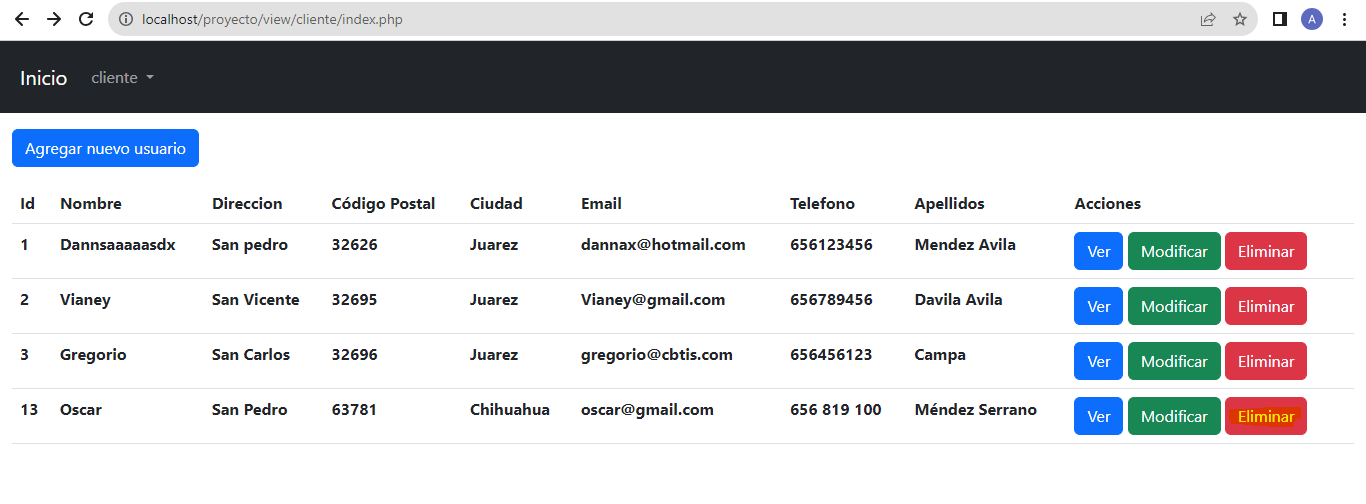 localhost/proyecto/view/cliente/index.php
A
Inicio cliente
Agregar nuevo usuario
Id Nombre Direccion Código Postal Ciudad Email Telefono Apellidos Acciones
1 Dannsaaaaasdx San pedro 32626 Juarez dannax@hotmail.com 656123456 Mendez Avila Ver Modificar Eliminar
2 Vianey San Vicente 32695 Juarez Vianey@gmail.com 656789456 Davila Avila Ver Modificar Eliminar
3 Gregorio San Carlos 32696 Juarez gregorio@cbtis.com 656456123 Campa Ver Modificar Eliminar
13 Oscar San Pedro 63781 Chihuahua oscar@gmail.com 656 819 100 Méndez Serrano Ver Modificar Eliminar